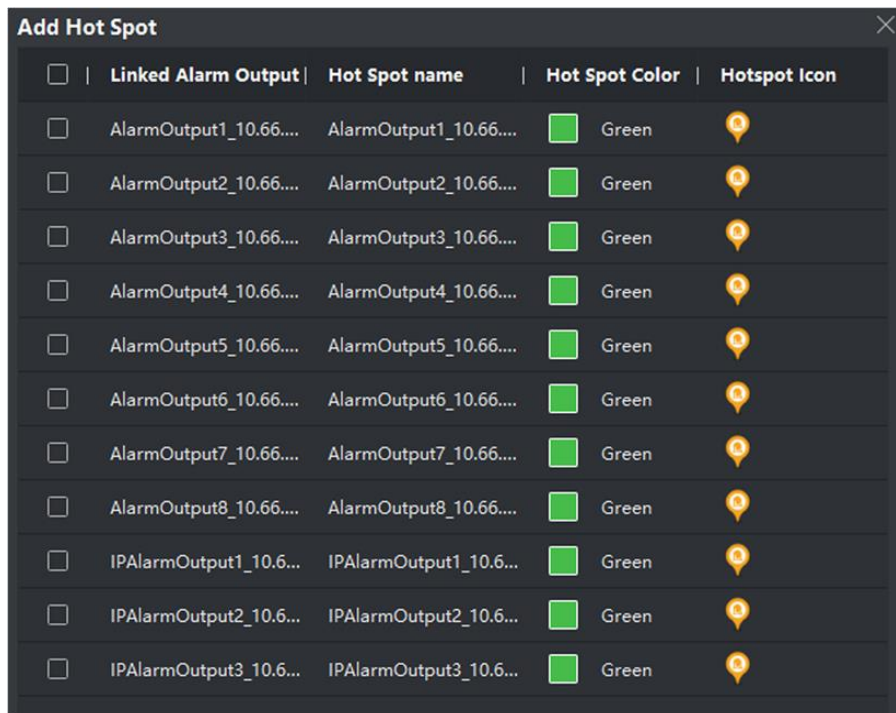 Add Hot Spot
Linked Alarm Output | Hot Spot name | Hot Spot Color | Hotspot Icon
AlarmOutput1_10.66.... AlarmOutput1_10.66.... Green
AlarmOutput2_10.66.... AlarmOutput2_10.66.... Green
AlarmOutput3_10.66.... AlarmOutput3_10.66.... Green
AlarmOutput4_10.66.... AlarmOutput4_10.66.... Green
AlarmOutput5_10.66.... AlarmOutput5_10.66.... Green
AlarmOutput6_10.66.... AlarmOutput6_10.66.... Green
AlarmOutput7_10.66.... AlarmOutput7_10.66.... Green
AlarmOutput8_10.66.... AlarmOutput8_10.66.... Green
IPAlarmOutput1_10.6... IPAlarmOutput1_10.6... Green
IPAlarmOutput2_10.6... IPAlarmOutput2_10.6... Green
IPAlarmOutput3_10.6... IPAlarmOutput3_10.6... Green